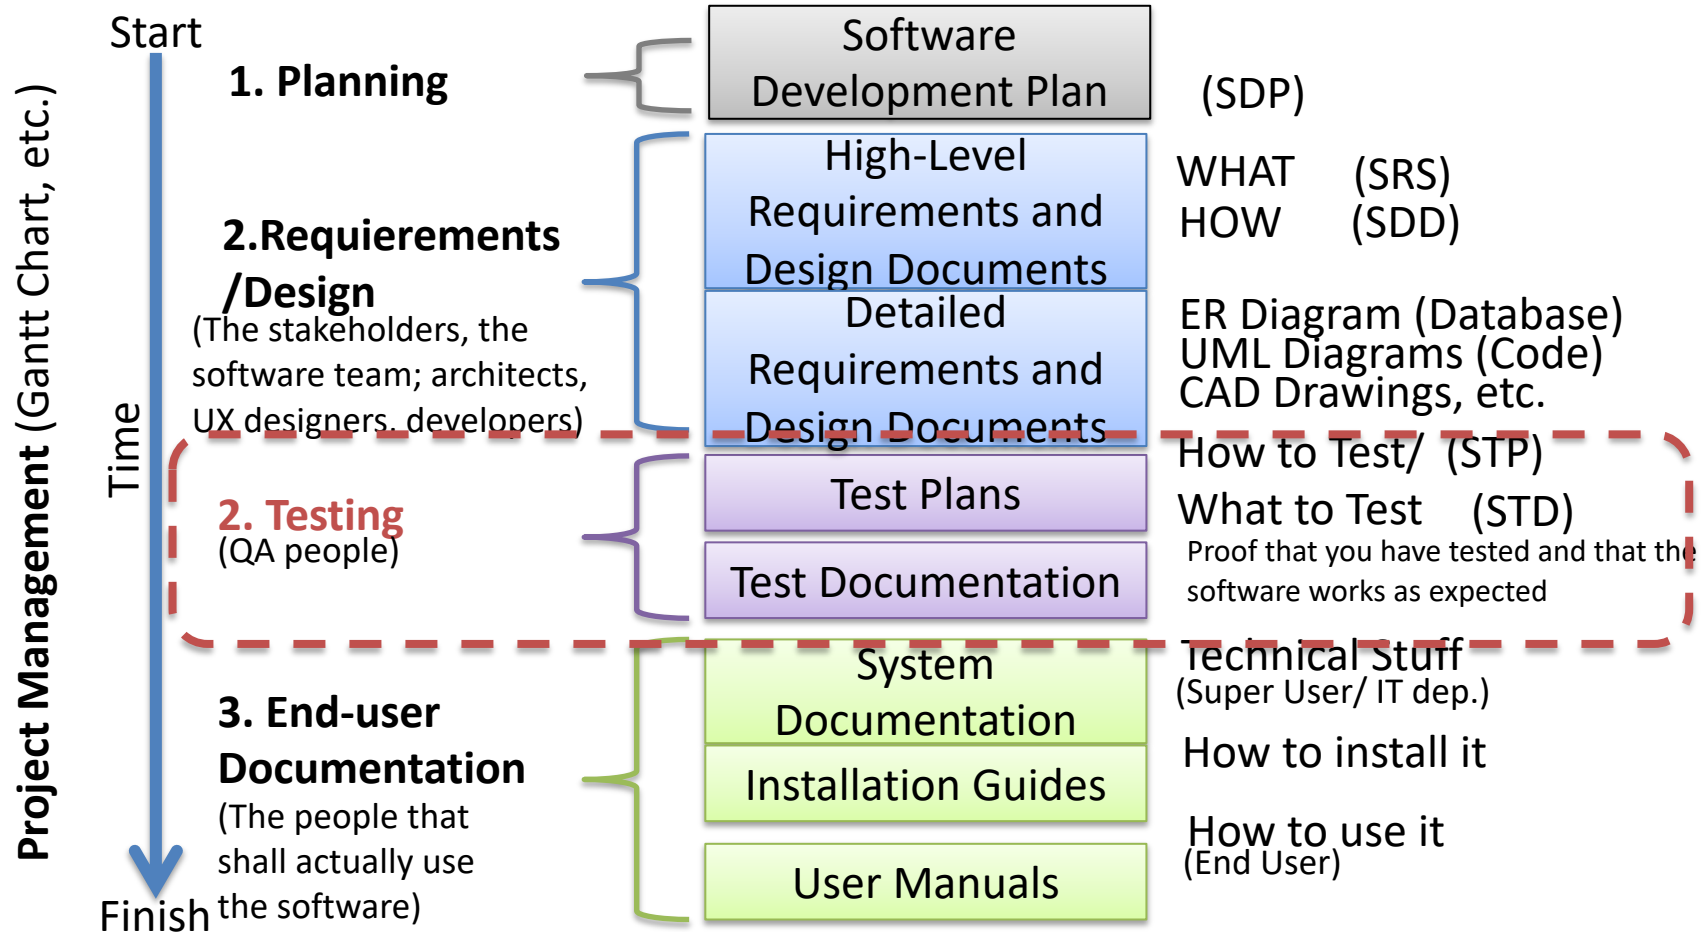 Project Management (Gantt Chart, etc.)
Start
Time
Finish
1. Planning
Software
Development Plan
(SDP)
2.Requierements
/Design
(The stakeholders, the
software team; architects,
UX designers, developers)
High-Level
Requirements and
Design Documents
WHAT (SRS)
HOW (SDD)
Detailed
Requirements and
Design Documents
ER Diagram (Database)
UML Diagrams (Code)
CAD Drawings, etc.
2. Testing
(QA people)
Test Plans
How to Test/ (STP)
What to Test (STD)
Test Documentation
Proof that you have tested and that the
software works as expected
3. End-user
Documentation
(The people that
shall actually use
the software)
System
Documentation
Technical Stuff
(Super User/ IT dep.)
Installation Guides
How to install it
User Manuals
How to use it
(End User)